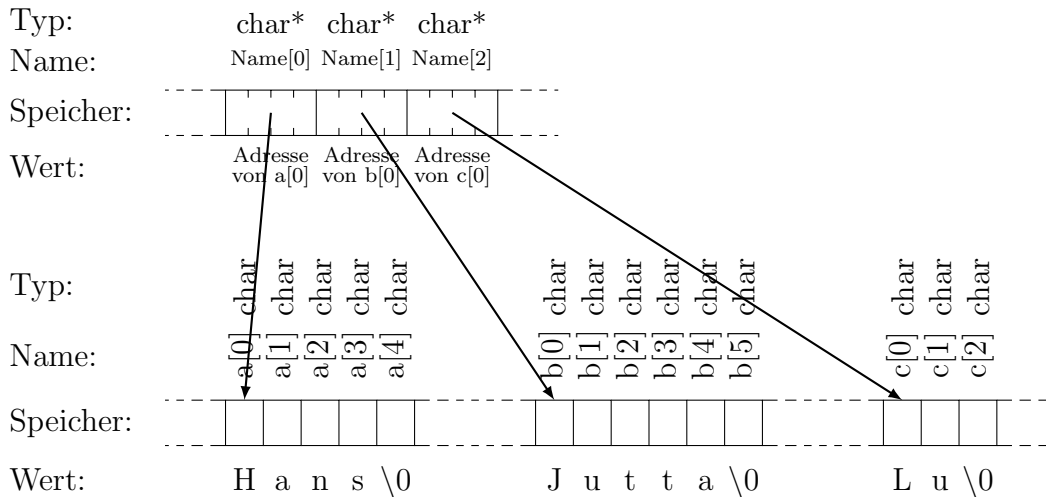 Typ: char* char* char*
Name: Name[0] Name[1] Name[2]
Speicher:
Wert: Adresse von a[0] Adresse von b[0] Adresse von c[0]
Typ: char char char char char char char char char char char char char char
Name: a[0] a[1] a[2] a[3] a[4] b[0] b[1] b[2] b[3] b[4] b[5] c[0] c[1] c[2]
Speicher:
Wert: H a n s \0 J u t t a \0 L u \0